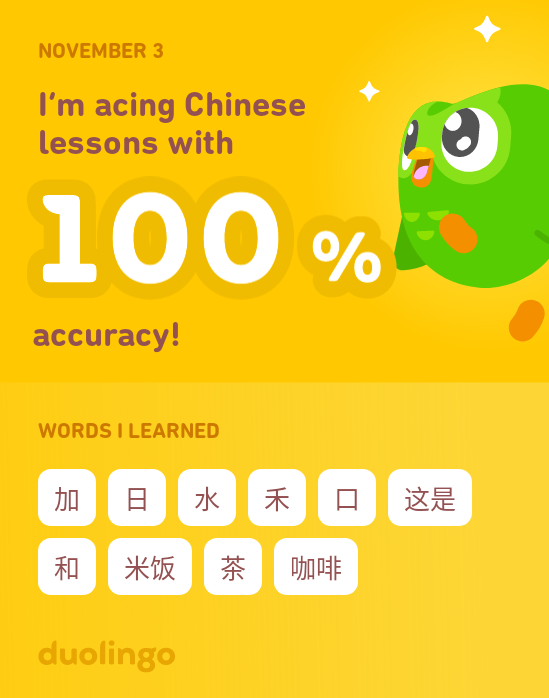 NOVEMBER 3
I'm acing Chinese
lessons with
100 %
accuracy!
WORDS I LEARNED
加 日 水 禾 口 这是
和 米饭 茶 咖啡
duolingo